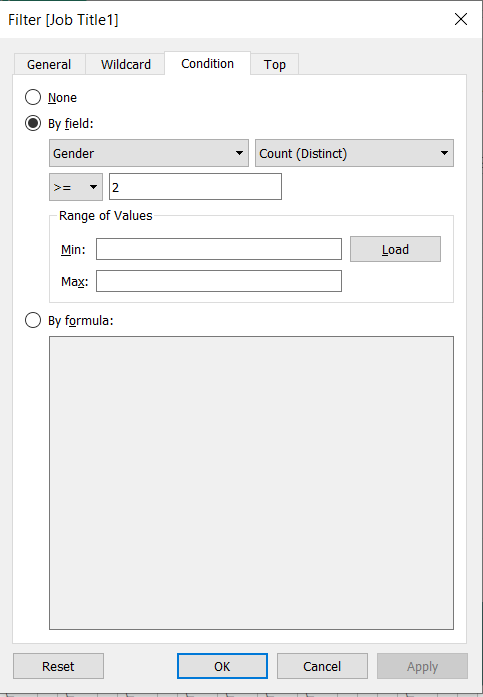 Filter [Job Title1]
General Wildcard Condition Top
None
By field:
Gender Count (Distinct)
>= 2
Range of Values
Min: Load
Max:
By formula:
Reset OK Cancel Apply